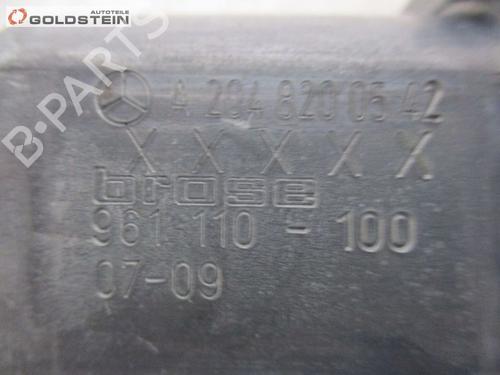 AUTOTEILE
GOLDSTEIN
A 204 820 05 42
X X X X X
brose
961 110 - 100
07-09
B-PARTS